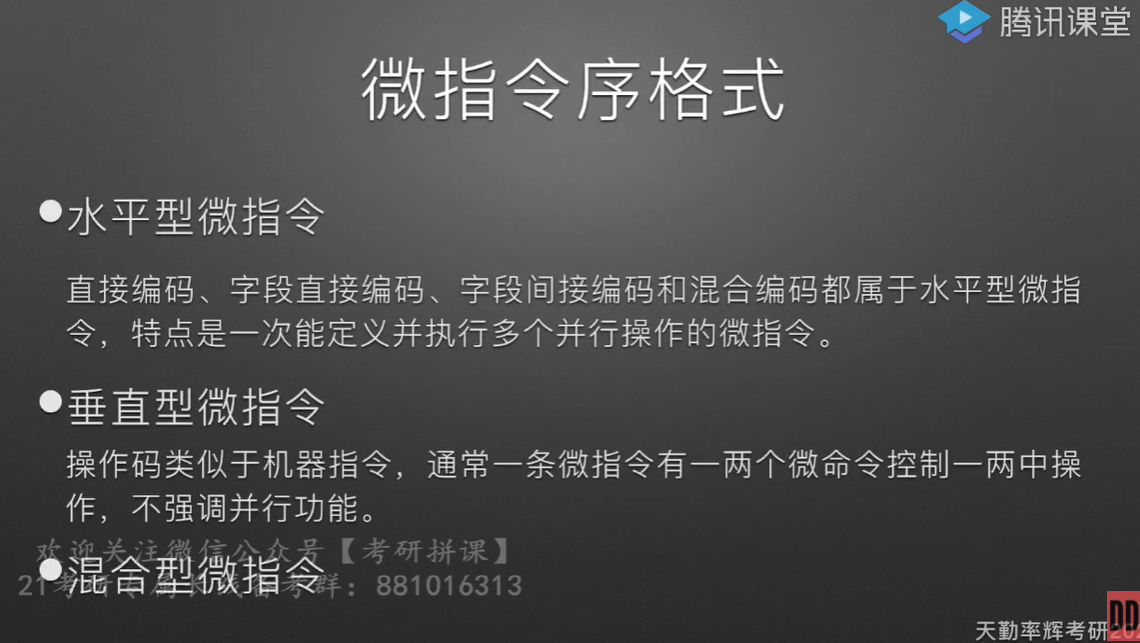 腾讯课堂
微指令序格式
●水平型微指令
直接编码、字段直接编码、字段间接编码和混合编码都属于水平型微指
令，特点是一次能定义并执行多个并行操作的微指令。
●垂直型微指令
操作码类似于机器指令，通常一条微指令有一两个微命令控制一两中操
作，不强调并行功能。
欢迎关注微信公众号【考研拼课】
●混合型微指令
21考研专属长线备考群：881016313
天勤率辉考研20
DD